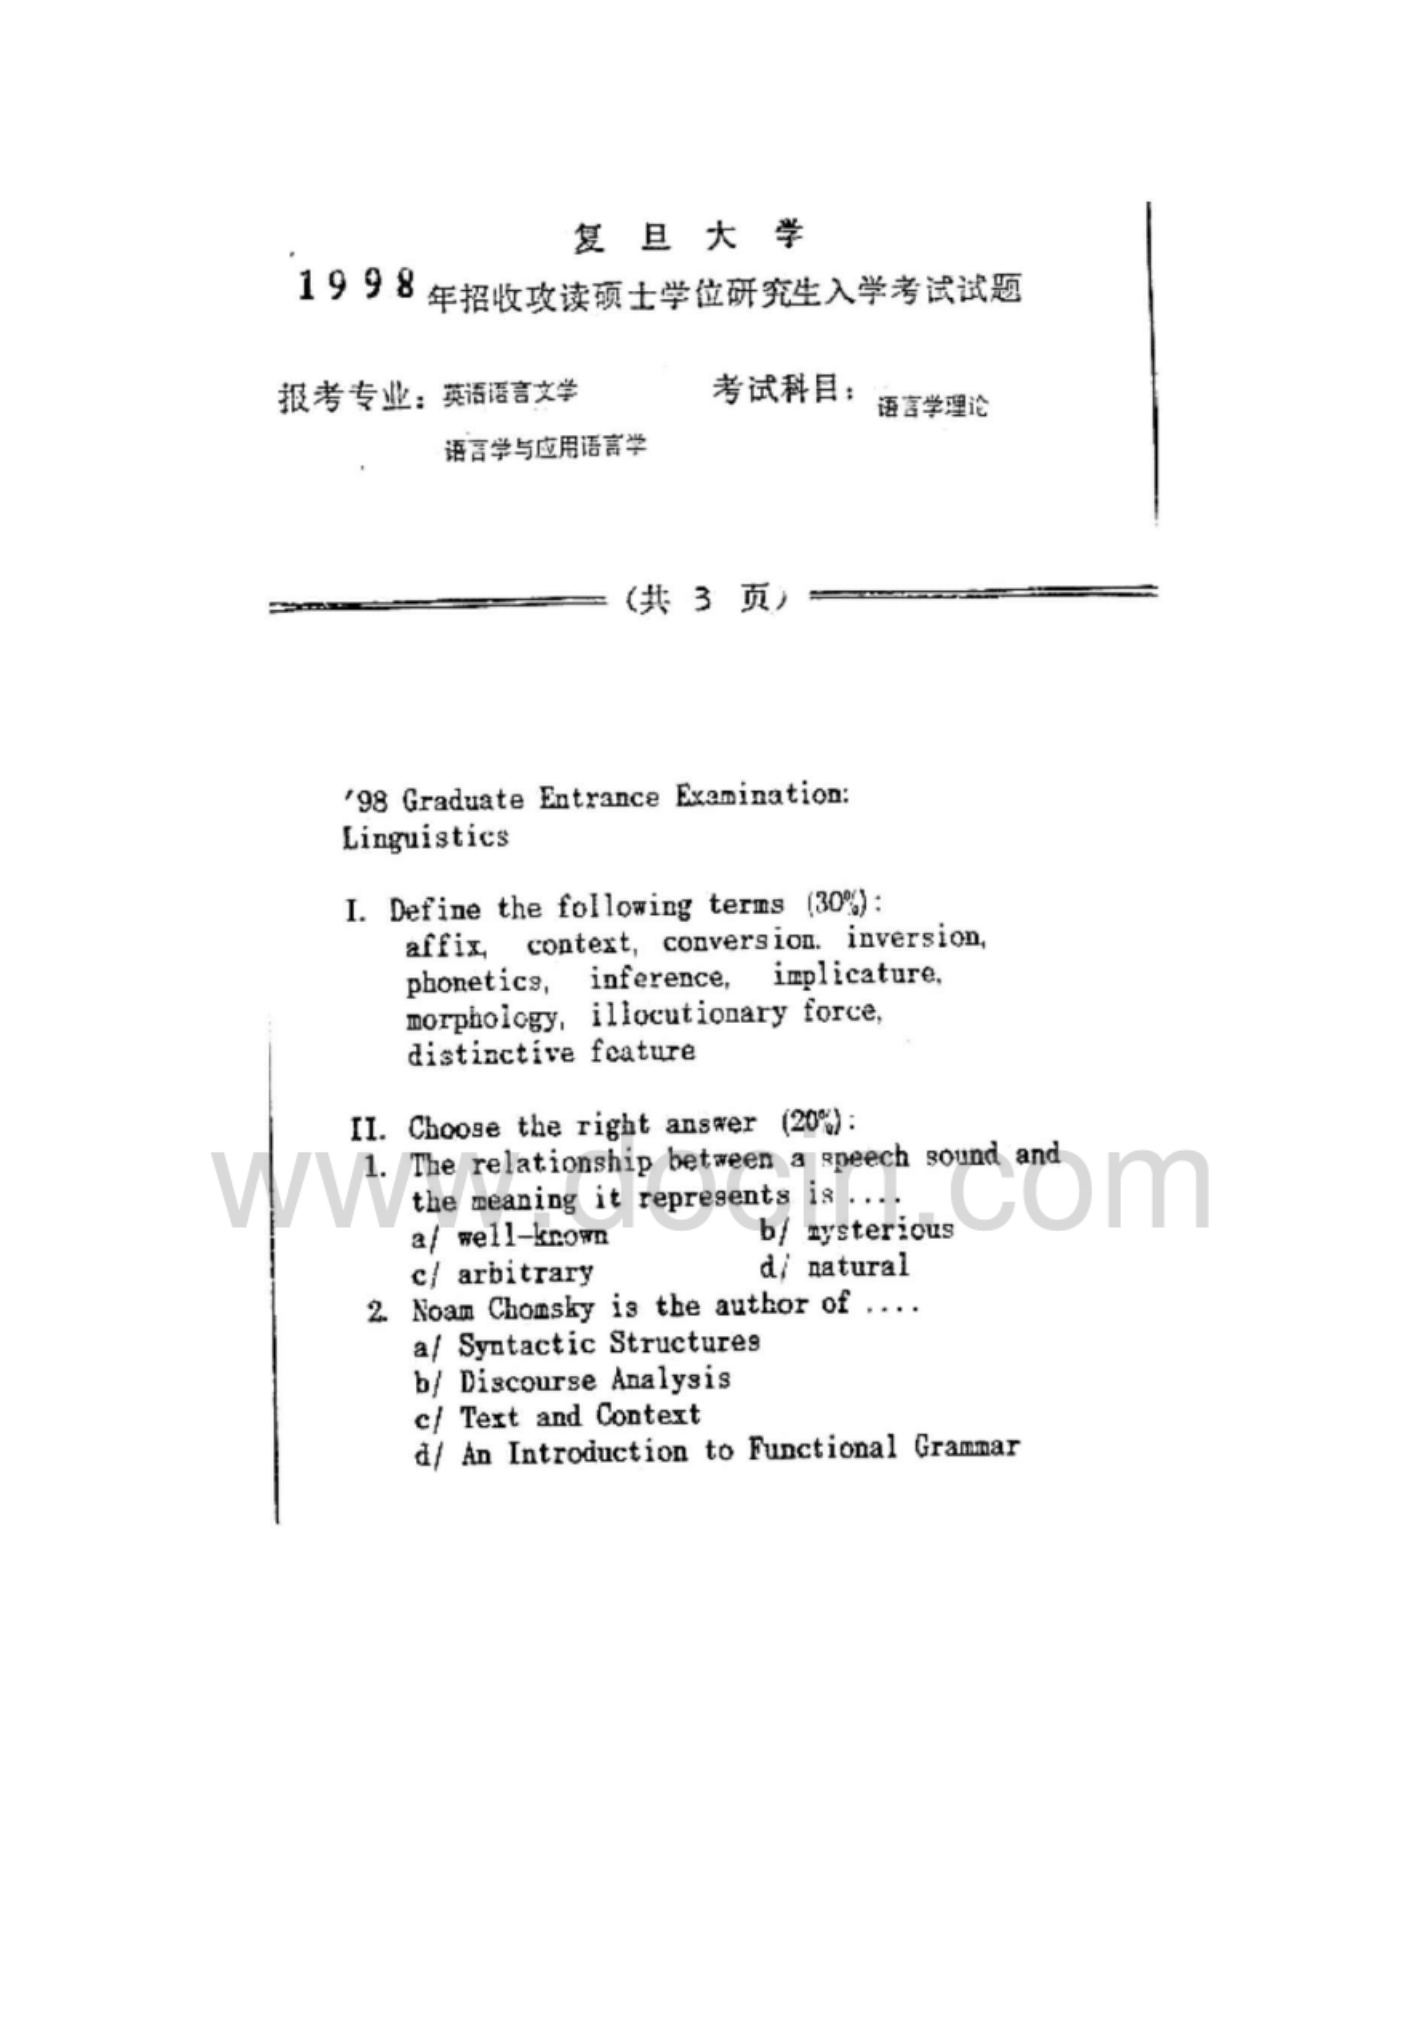 复旦大学
1998年招收攻读硕士学位研究生入学考试试题
报考专业：英语语言文学 考试科目：语言学理论
语言学与应用语言学
（共 3 页）
'98 Graduate Entrance Examination:
Linguistics
I. Define the following terms (30%):
affix, context, conversion. inversion,
phonetics, inference, implicature,
morphology, illocutionary force,
distinctive feature
II. Choose the right answer (20%):
1. The relationship between a speech sound and
the meaning it represents is ....
a/ well-known b/ mysterious
c/ arbitrary d/ natural
2. Noam Chomsky is the author of ....
a/ Syntactic Structures
b/ Discourse Analysis
c/ Text and Context
d/ An Introduction to Functional Grammar
www.docin.com